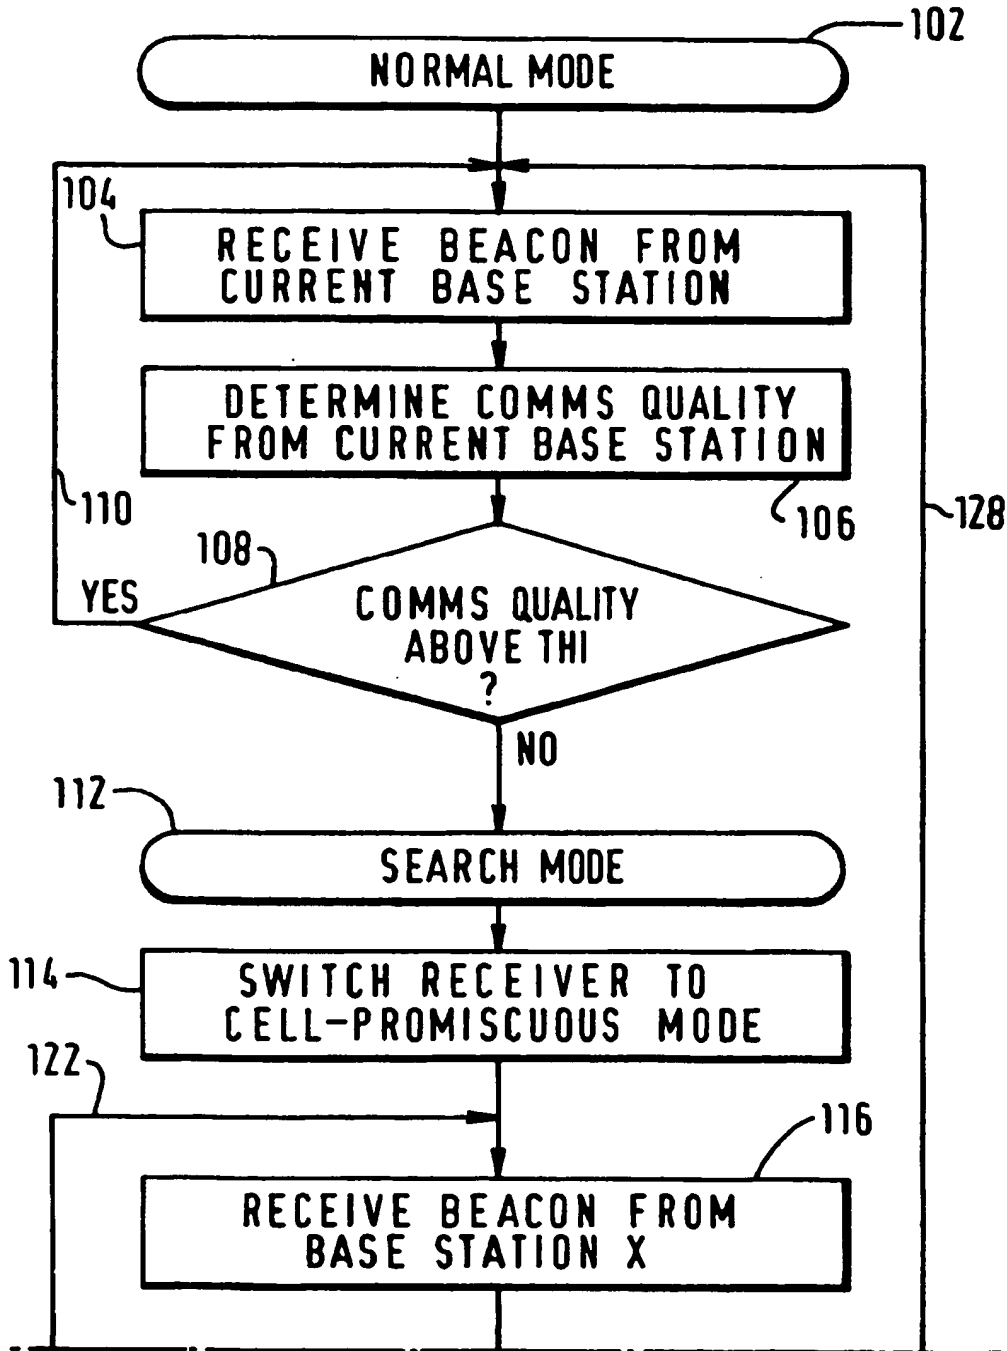 102
NORMAL MODE
104
RECEIVE BEACON FROM
CURRENT BASE STATION
DETERMINE COMMS QUALITY
FROM CURRENT BASE STATION
110
106
128
108
YES
COMMS QUALITY
ABOVE THI
?
NO
112
SEARCH MODE
114
SWITCH RECEIVER TO
CELL-PROMISCUOUS MODE
122
116
RECEIVE BEACON FROM
BASE STATION X